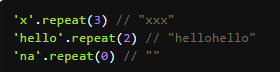 'x'.repeat(3) // "xxx"
'hello'.repeat(2) // "hellohello"
'na'.repeat(0) // ""